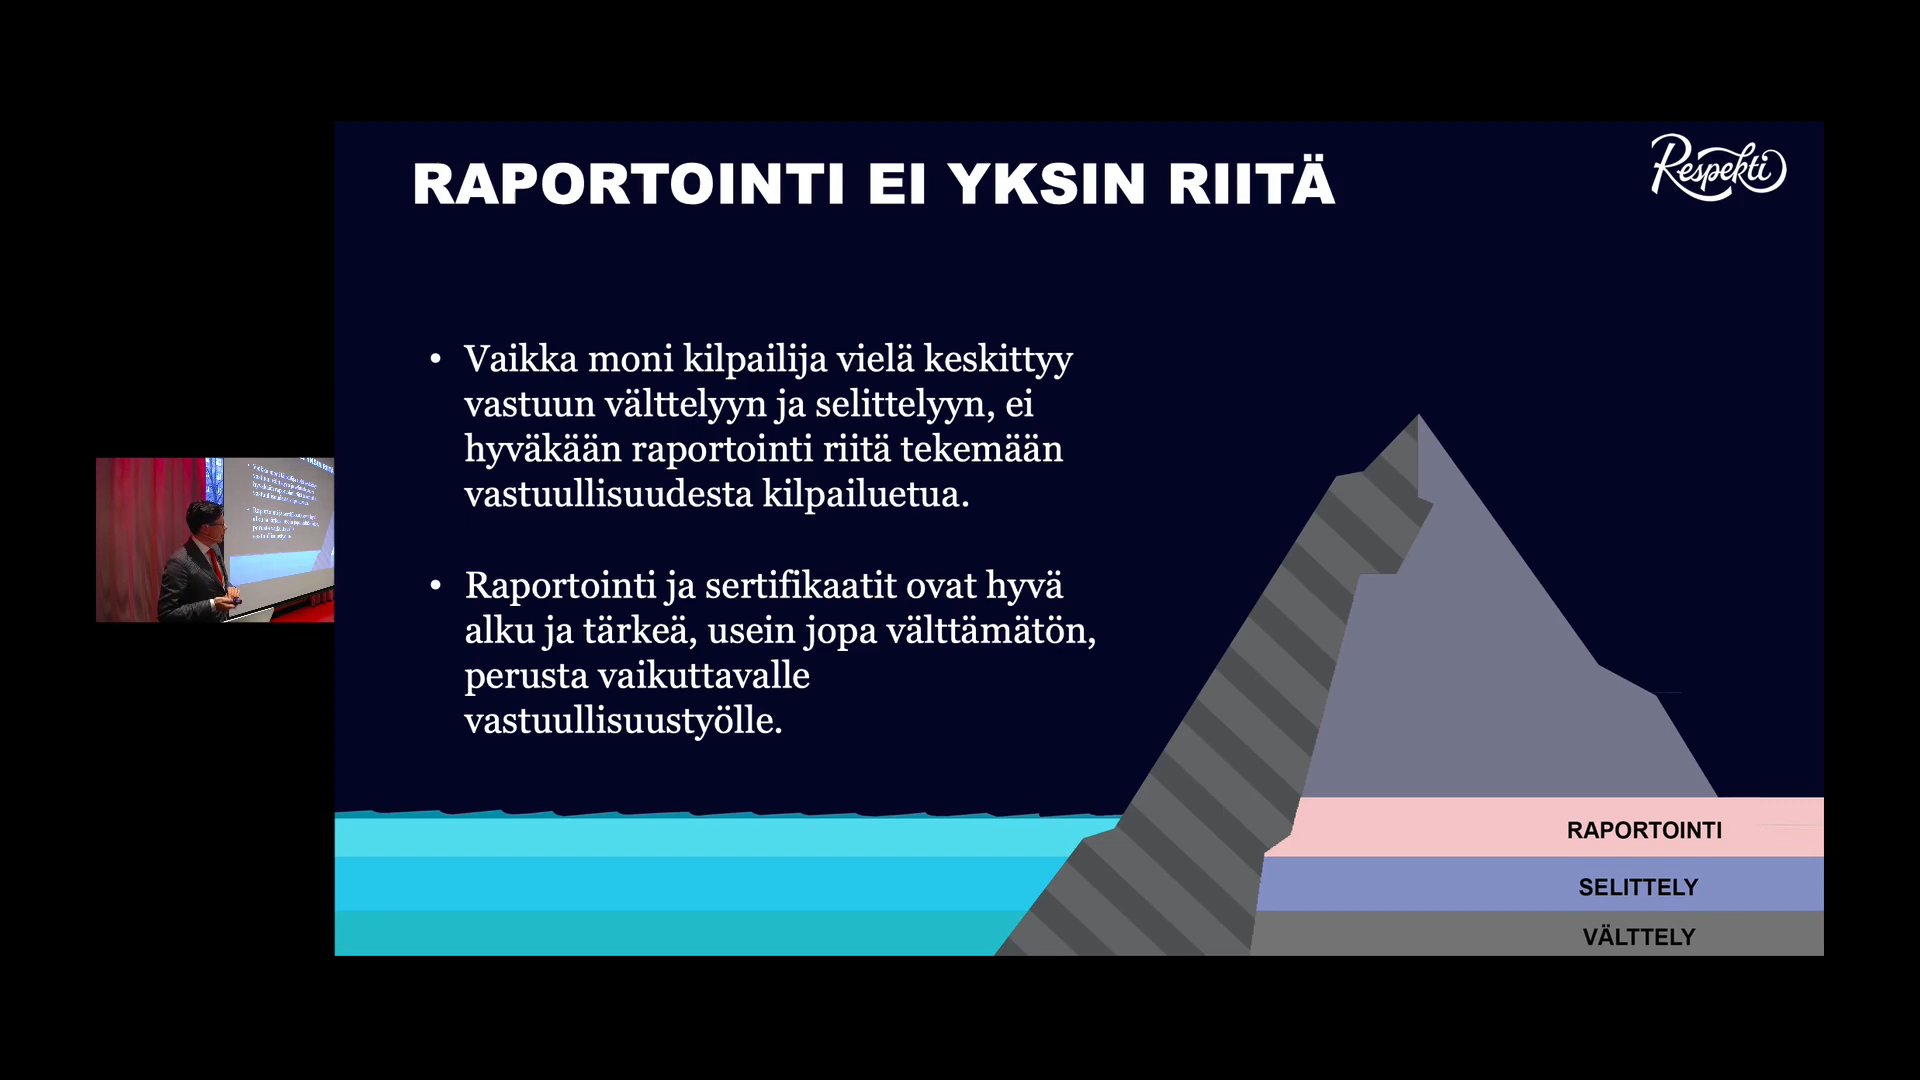 RAPORTOINTI EI YKSIN RIITÄ
Respekti
• Vaikka moni kilpailija vielä keskittyy
vastuun välttelyyn ja selittelyyn, ei
hyväkään raportointi riitä tekemään
vastuullisuudesta kilpailuetua.
• Raportointi ja sertifikaatit ovat hyvä
alku ja tärkeä, usein jopa välttämätön,
perusta vaikuttavalle
vastuullisuustyölle.
RAPORTOINTI
SELITTELY
VÄLTTELY